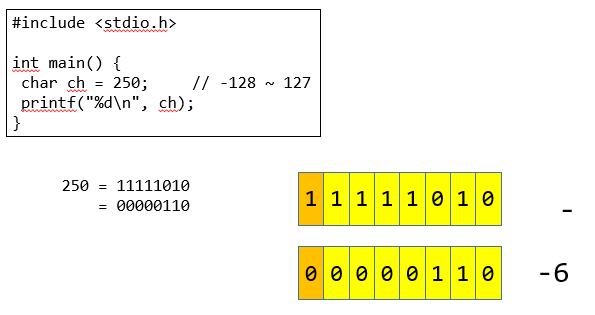 #include <stdio.h>
int main() {
char ch = 250;     // -128 ~ 127
printf("%d\n", ch);
}
250 = 11111010
= 00000110
1 1 1 1 1 0 1 0 -
0 0 0 0 0 1 1 0 -6